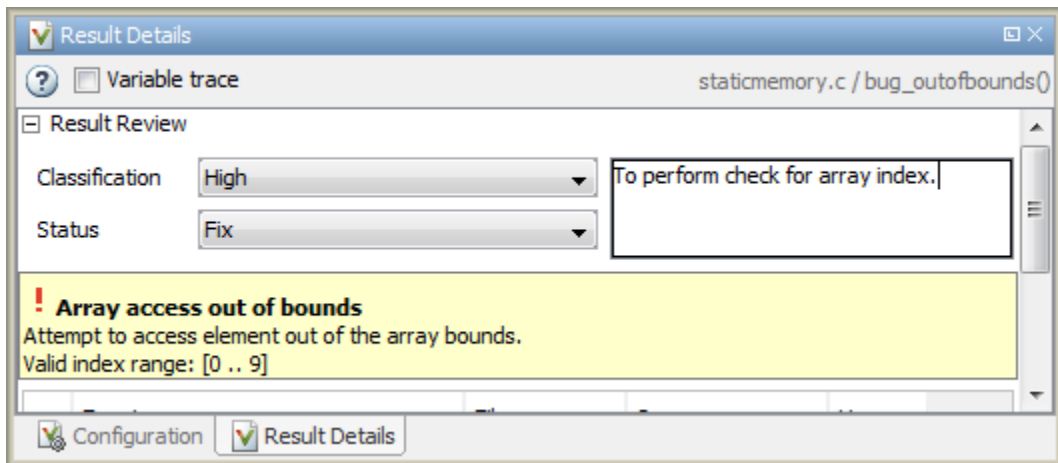 Result Details
Variable trace
staticmemory.c / bug_outofbounds()
Result Review
Classification
High
To perform check for array index.
Status
Fix
! Array access out of bounds
Attempt to access element out of the array bounds.
Valid index range: [0 .. 9]
Configuration
Result Details